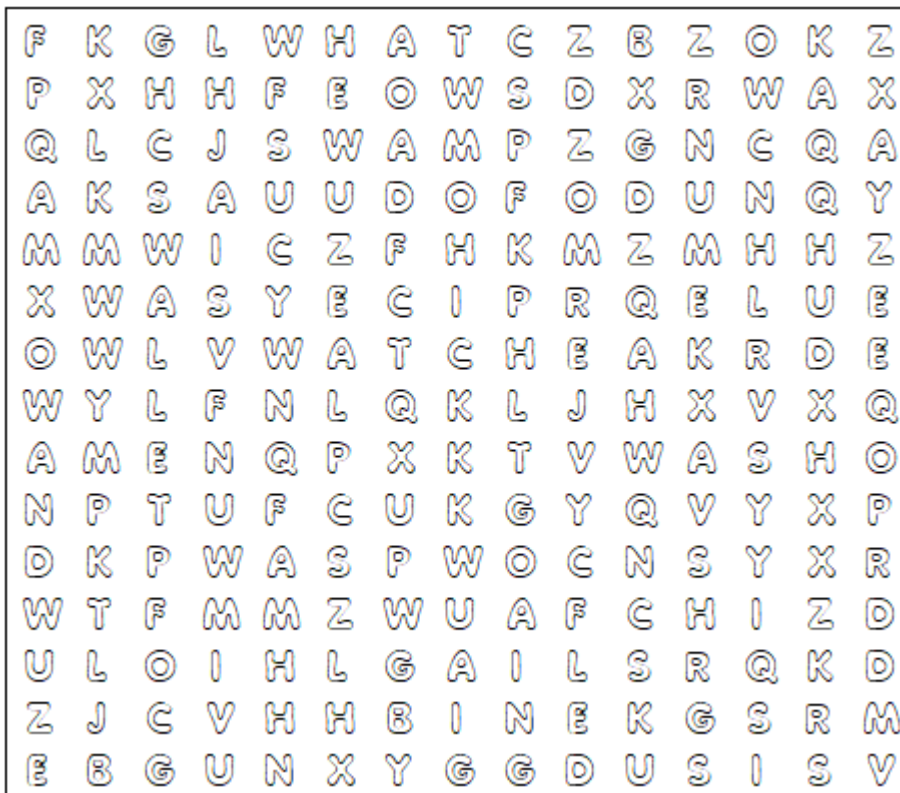 F K G L W H A T C Z B Z O K Z
P X H H F E O W S D X R W A X
Q L C J S W A M P Z G N C Q A
A K S A U U D O F O D U N Q Y
M M W I C Z F H K M Z M H H Z
X W A S Y E C I P R Q E L U E
O W L V W A T C H E A K R D E
W Y L F N L Q K L J H X V X Q
A M E N Q P X K T V W A S H O
N P T U F C U K G Y Q V Y X P
D K P W A S P W O C N S Y X R
W T F M M Z W U A F C H I Z D
U L O I H L G A I L S R Q K D
Z J C V H H B I N E K G S R M
E B G U N X Y G G D U S I S V